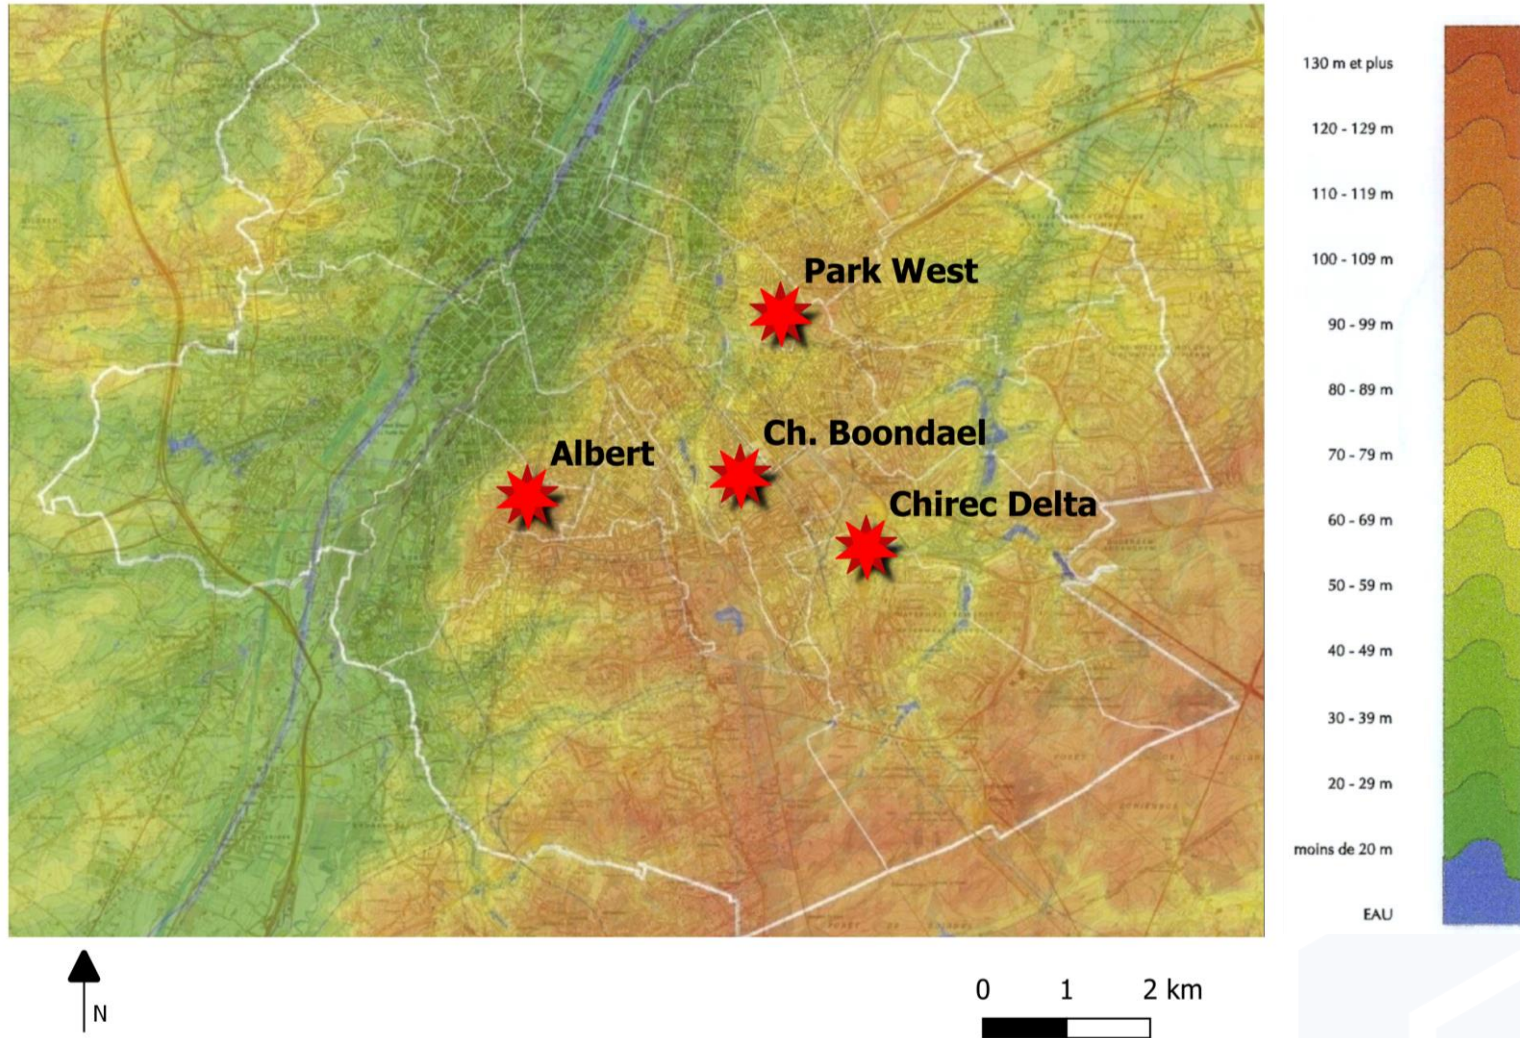 Park West
Ch. Boondael
Albert
Chirec Delta
130 m et plus
120 - 129 m
110 - 119 m
100 - 109 m
90 - 99 m
80 - 89 m
70 - 79 m
60 - 69 m
50 - 59 m
40 - 49 m
30 - 39 m
20 - 29 m
moins de 20 m
EAU
N
0 1 2 km